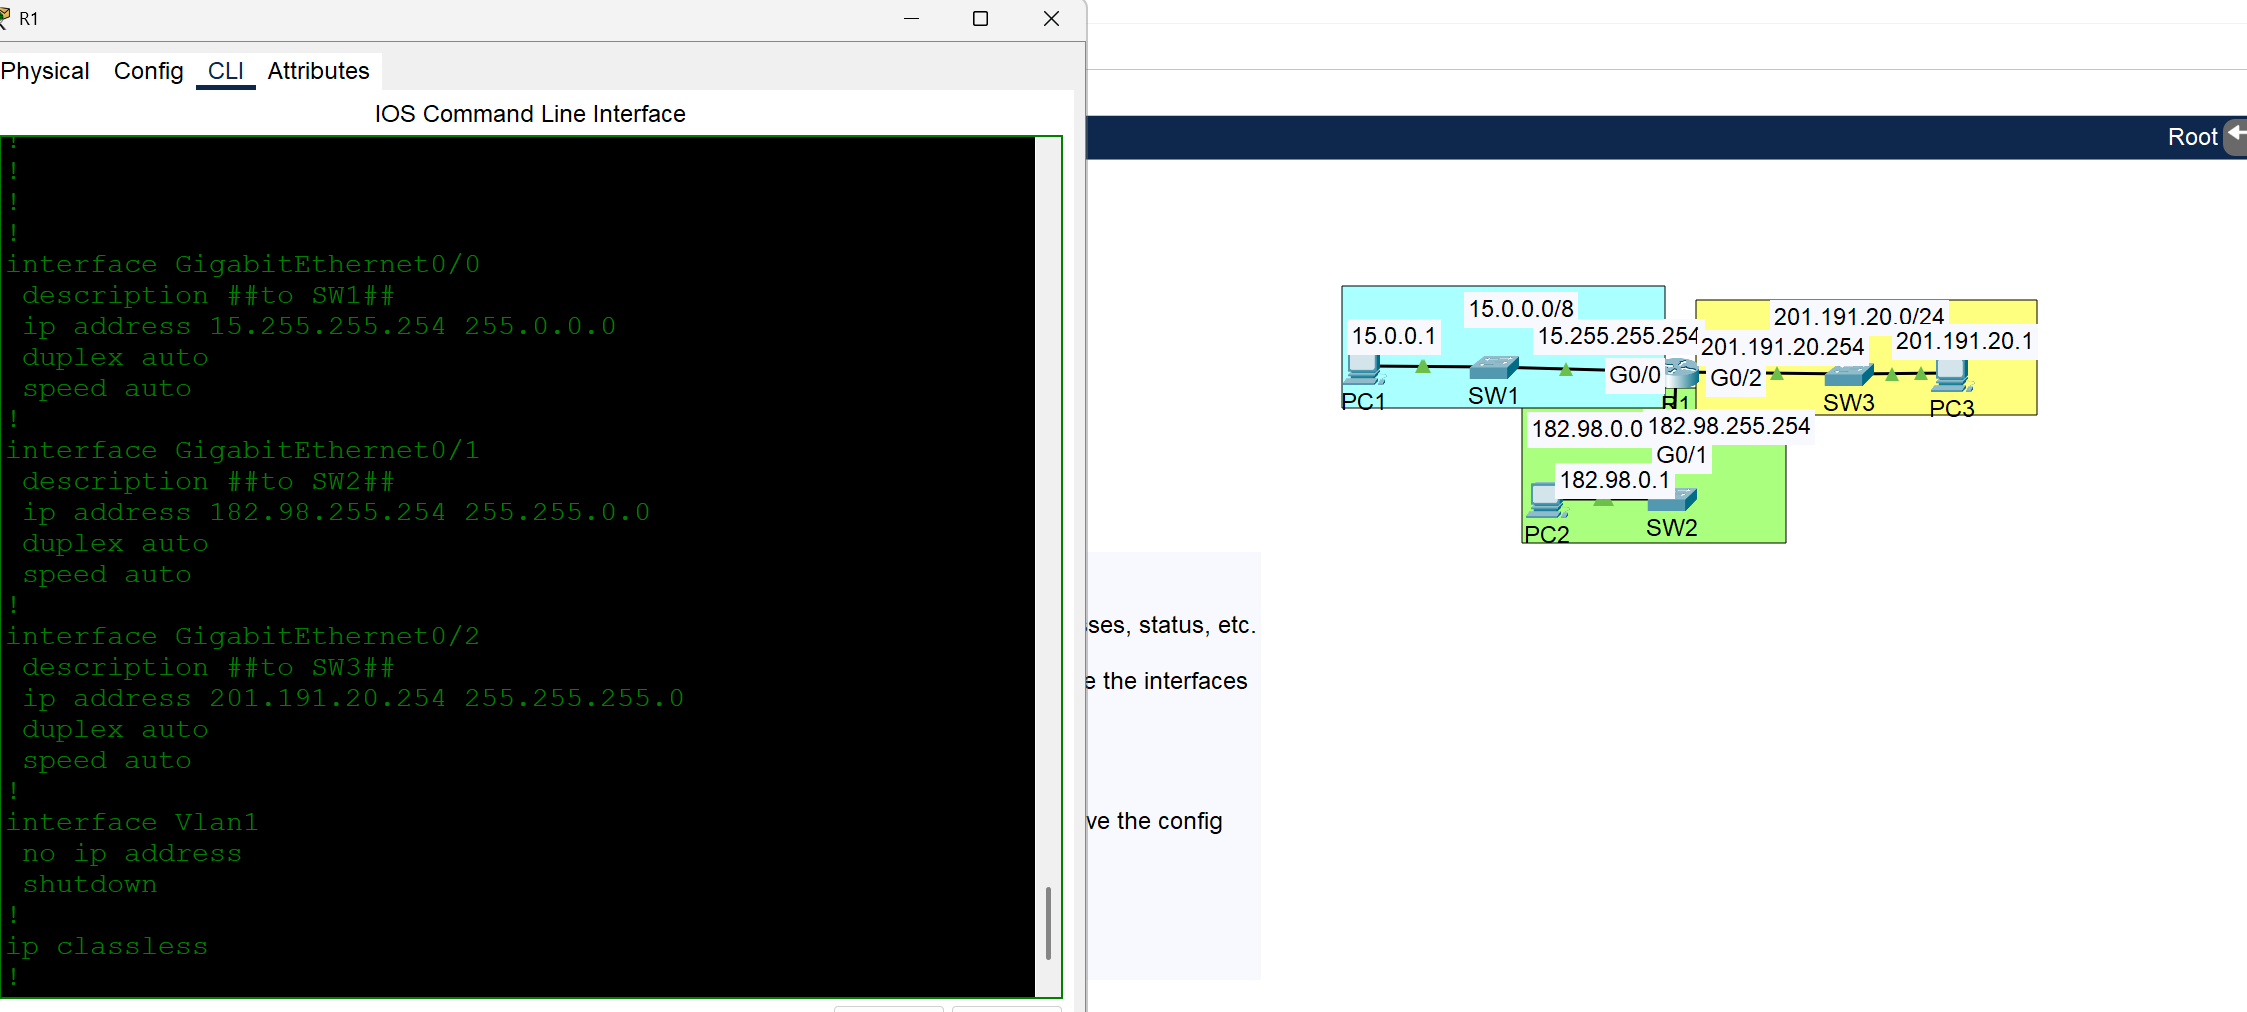 R1
Physical Config CLI Attributes
IOS Command Line Interface
!
!
!
!
interface GigabitEthernet0/0
 description ##to SW1##
 ip address 15.255.255.254 255.0.0.0
 duplex auto
 speed auto
!
interface GigabitEthernet0/1
 description ##to SW2##
 ip address 182.98.255.254 255.255.0.0
 duplex auto
 speed auto
!
interface GigabitEthernet0/2
 description ##to SW3##
 ip address 201.191.20.254 255.255.255.0
 duplex auto
 speed auto
!
interface Vlan1
 no ip address
 shutdown
!
ip classless
!
Root
15.0.0.0/8
15.0.0.1
15.255.255.254
G0/0
PC1
SW1
R1
201.191.20.0/24
201.191.20.254
201.191.20.1
G0/2
SW3
PC3
182.98.0.0
182.98.255.254
G0/1
182.98.0.1
PC2
SW2
ses, status, etc.
e the interfaces
ve the config